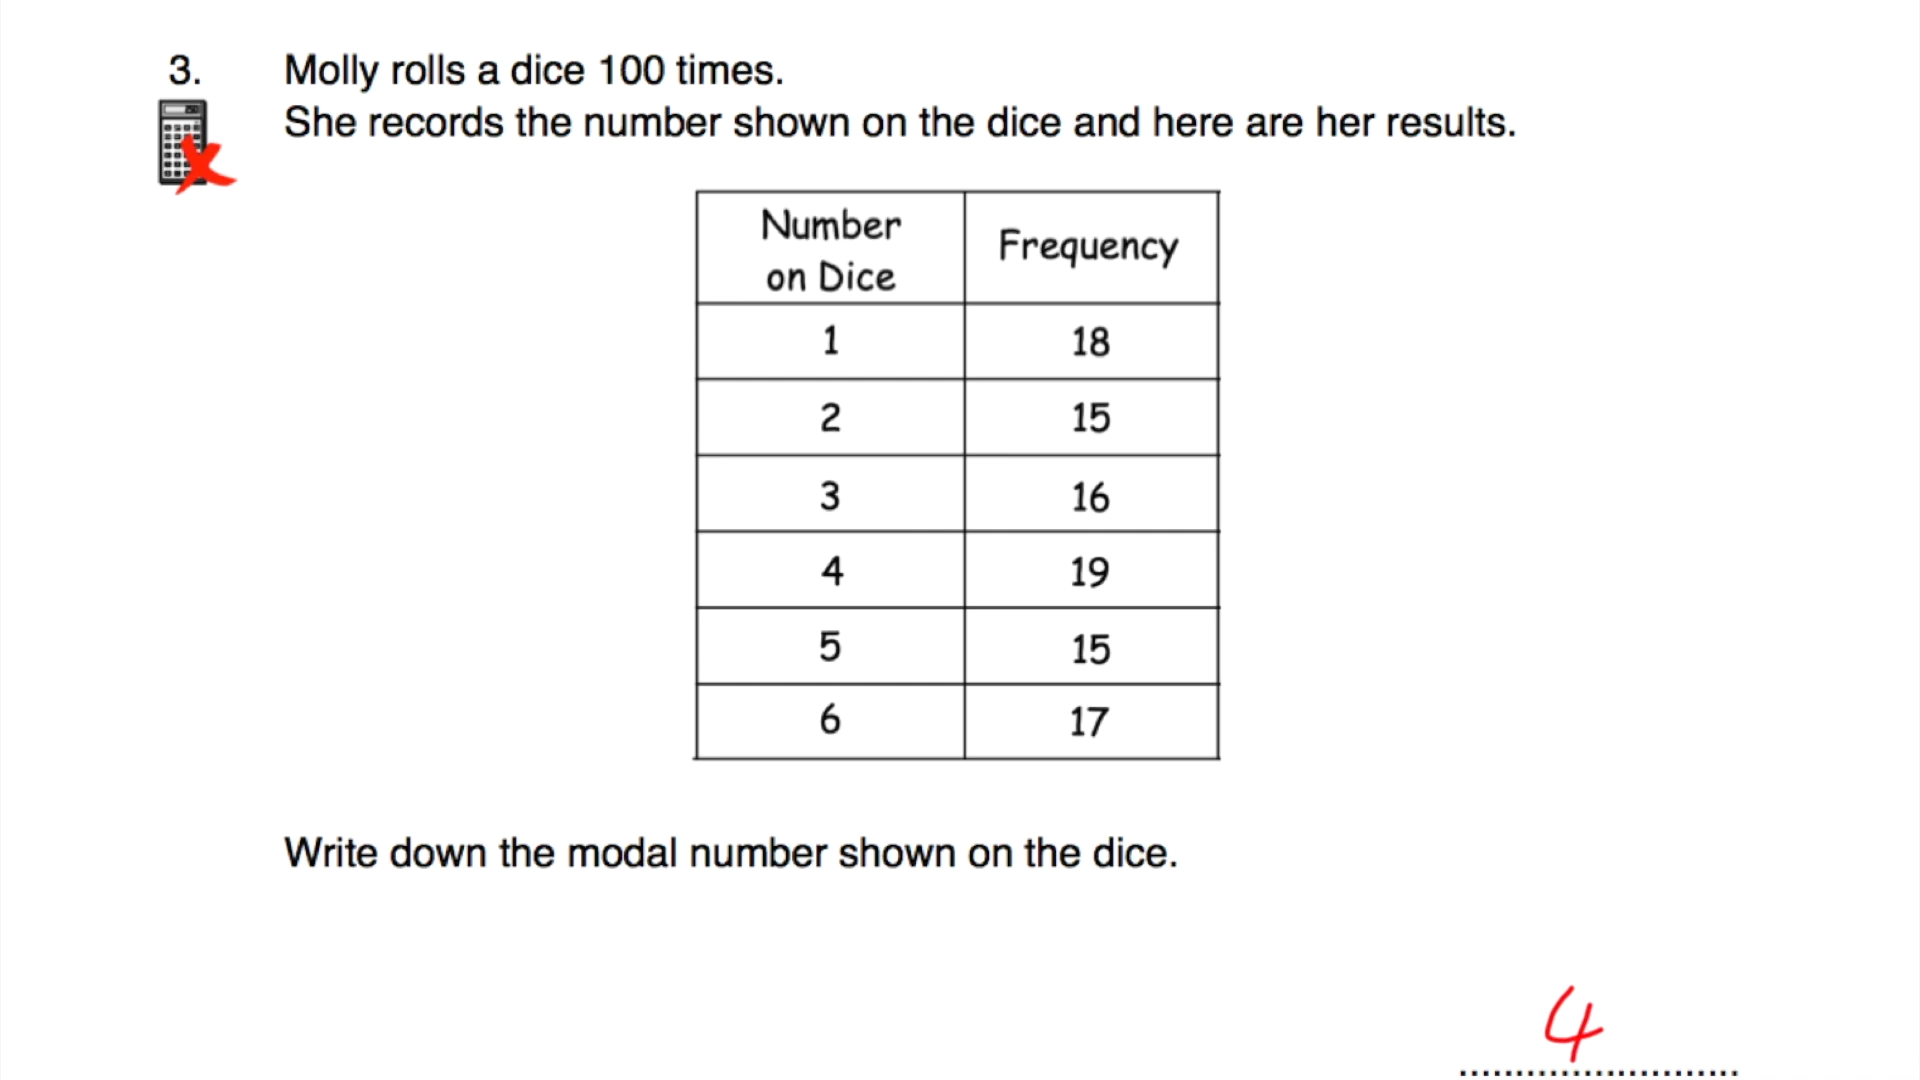 3. Molly rolls a dice 100 times.
She records the number shown on the dice and here are her results.
Number on Dice Frequency
1 18
2 15
3 16
4 19
5 15
6 17
Write down the modal number shown on the dice.
4